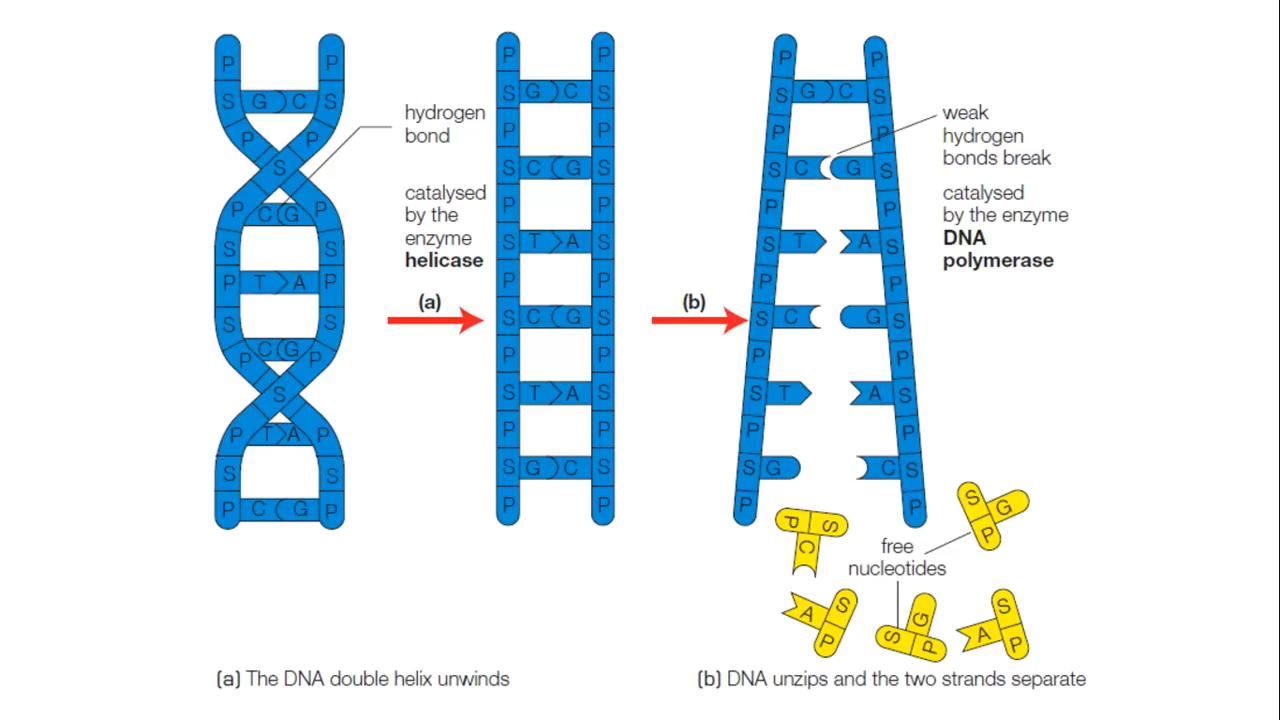 P P
S G C S
P P
S
P C G P
S S
P T A P
S S
P C G P
S
P T A P
S S
P C G P
hydrogen
bond
catalysed
by the
enzyme
helicase
(a)
P P
S G C S
P P
S C G S
P P
S T A S
P P
S C G S
P P
S T A S
P P
S G C S
P P
(b)
P P
S G C S
P P
S C G S
P P
S T A S
P P
S C G S
P P
S T A S
P P
S G C S
P P
weak
hydrogen
bonds break
catalysed
by the enzyme
DNA
polymerase
P S
C
S G
P
free
nucleotides
A S
P
G
S P
S
A P
(a) The DNA double helix unwinds
(b) DNA unzips and the two strands separate